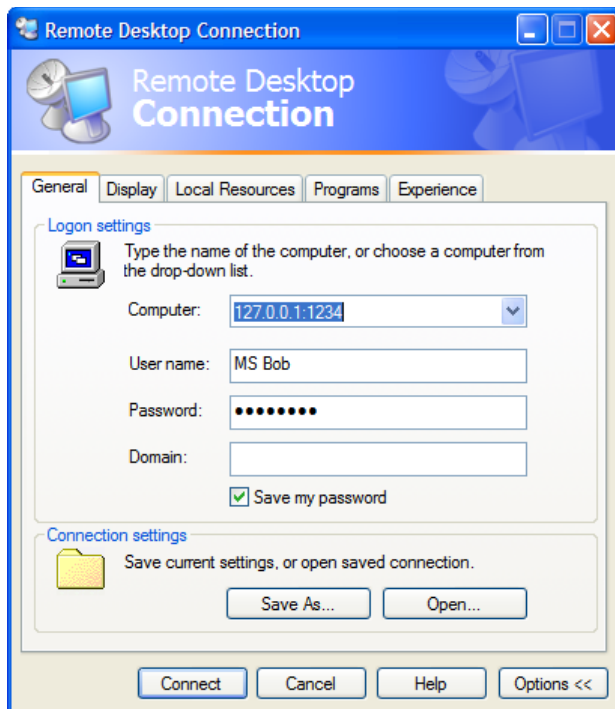 Remote Desktop Connection
Remote Desktop
Connection
General Display Local Resources Programs Experience
Logon settings
Type the name of the computer, or choose a computer from
the drop-down list.
Computer: 127.0.0.1:1234
User name: MS Bob
Password: ●●●●●●●●
Domain:
Save my password
Connection settings
Save current settings, or open saved connection.
Save As... Open...
Connect Cancel Help Options <<